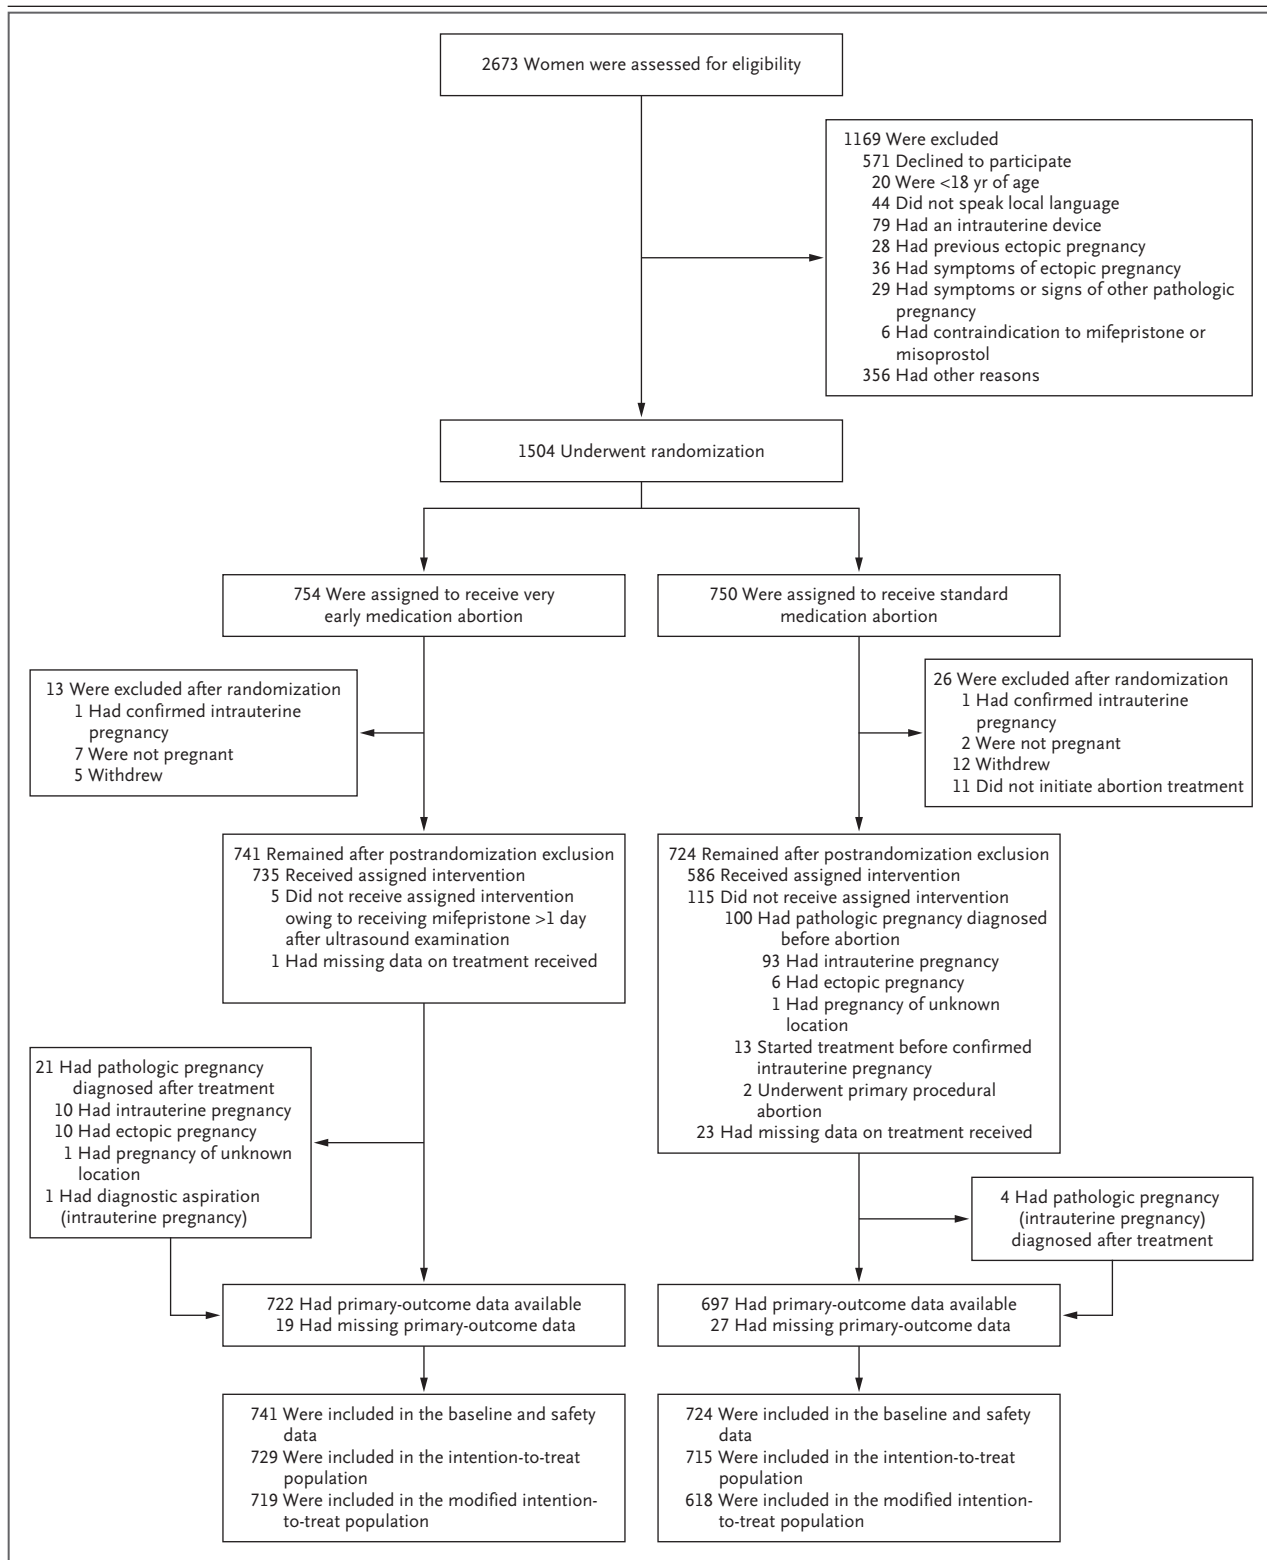 2673 Women were assessed for eligibility
1169 Were excluded
571 Declined to participate
20 Were <18 yr of age
44 Did not speak local language
79 Had an intrauterine device
28 Had previous ectopic pregnancy
36 Had symptoms of ectopic pregnancy
29 Had symptoms or signs of other pathologic
pregnancy
6 Had contraindication to mifepristone or
misoprostol
356 Had other reasons
1504 Underwent randomization
754 Were assigned to receive very
early medication abortion
750 Were assigned to receive standard
medication abortion
13 Were excluded after randomization
1 Had confirmed intrauterine
pregnancy
7 Were not pregnant
5 Withdrew
26 Were excluded after randomization
1 Had confirmed intrauterine
pregnancy
2 Were not pregnant
12 Withdrew
11 Did not initiate abortion treatment
741 Remained after postrandomization exclusion
735 Received assigned intervention
5 Did not receive assigned intervention
owing to receiving mifepristone >1 day
after ultrasound examination
1 Had missing data on treatment received
724 Remained after postrandomization exclusion
586 Received assigned intervention
115 Did not receive assigned intervention
100 Had pathologic pregnancy diagnosed
before abortion
93 Had intrauterine pregnancy
6 Had ectopic pregnancy
1 Had pregnancy of unknown
location
13 Started treatment before confirmed
intrauterine pregnancy
2 Underwent primary procedural
abortion
23 Had missing data on treatment received
21 Had pathologic pregnancy
diagnosed after treatment
10 Had intrauterine pregnancy
10 Had ectopic pregnancy
1 Had pregnancy of unknown
location
1 Had diagnostic aspiration
(intrauterine pregnancy)
4 Had pathologic pregnancy
(intrauterine pregnancy)
diagnosed after treatment
722 Had primary-outcome data available
19 Had missing primary-outcome data
697 Had primary-outcome data available
27 Had missing primary-outcome data
741 Were included in the baseline and safety
data
729 Were included in the intention-to-treat
population
719 Were included in the modified intention-
to-treat population
724 Were included in the baseline and safety
data
715 Were included in the intention-to-treat
population
618 Were included in the modified intention-
to-treat population